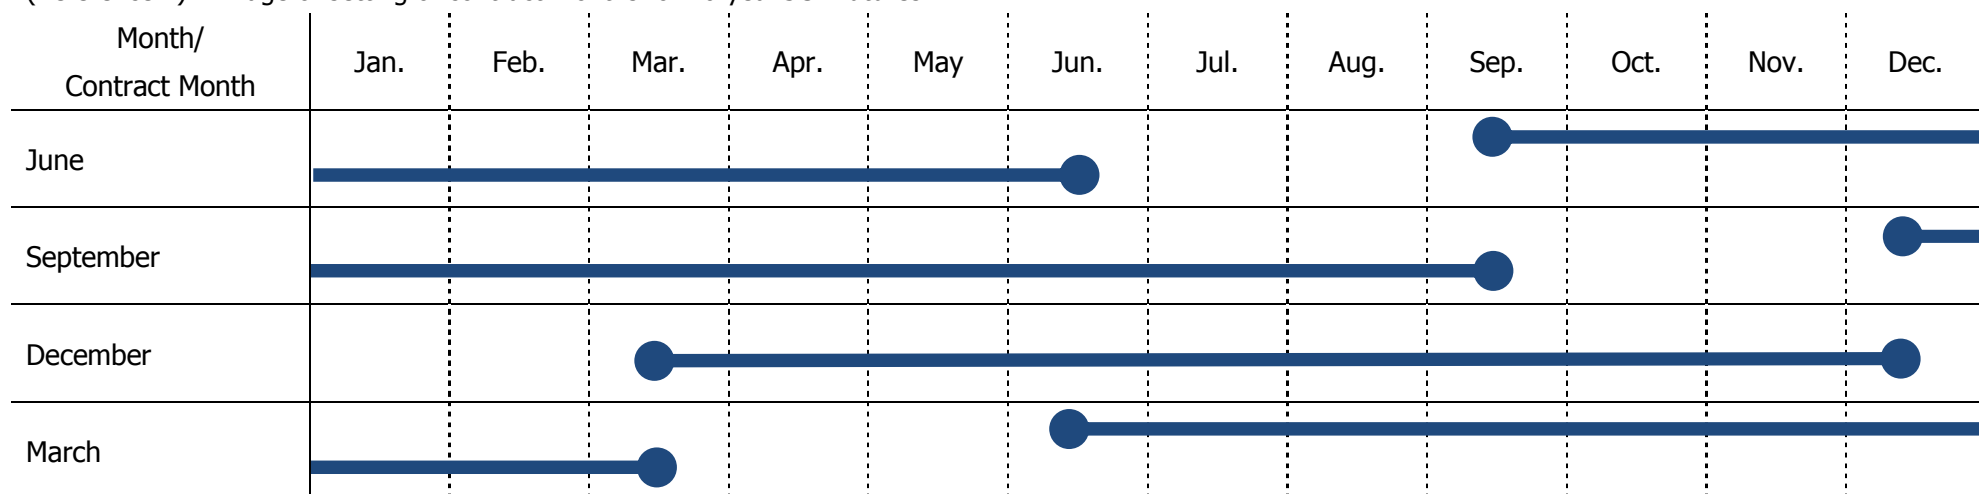 Month/
Contract Month
Jan. Feb. Mar. Apr. May Jun. Jul. Aug. Sep. Oct. Nov. Dec.
June
September
December
March